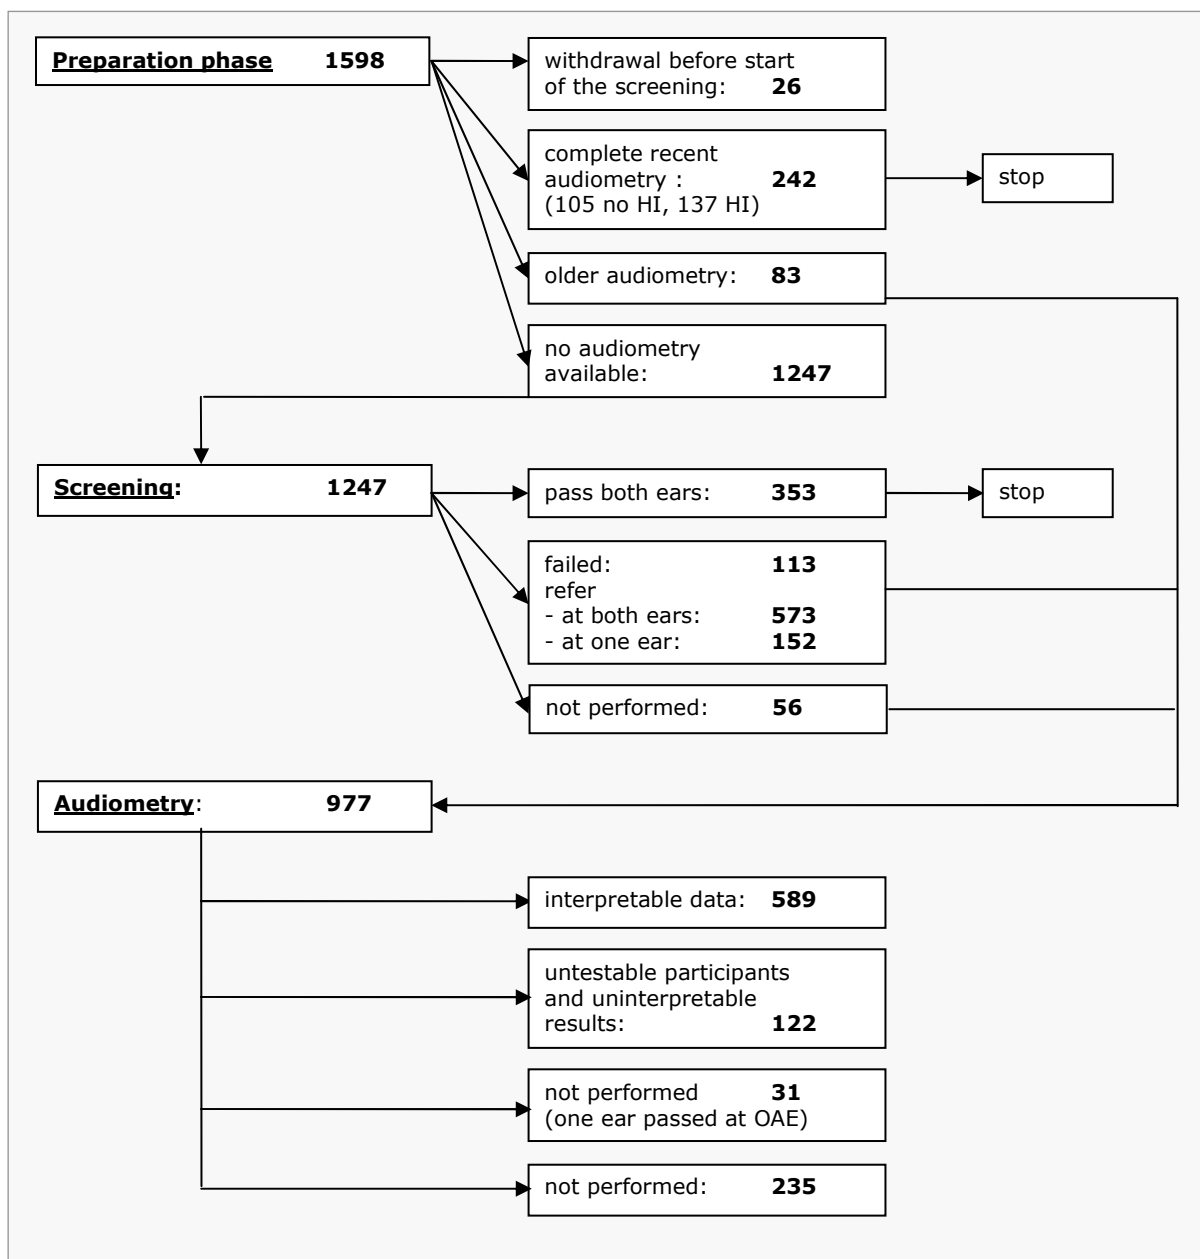 Preparation phase 1598
withdrawal before start
of the screening: 26
complete recent
audiometry : 242
(105 no HI, 137 HI)
stop
older audiometry: 83
no audiometry
available: 1247
Screening: 1247
pass both ears: 353
stop
failed: 113
refer
- at both ears: 573
- at one ear: 152
not performed: 56
Audiometry: 977
interpretable data: 589
untestable participants
and uninterpretable
results: 122
not performed 31
(one ear passed at OAE)
not performed: 235